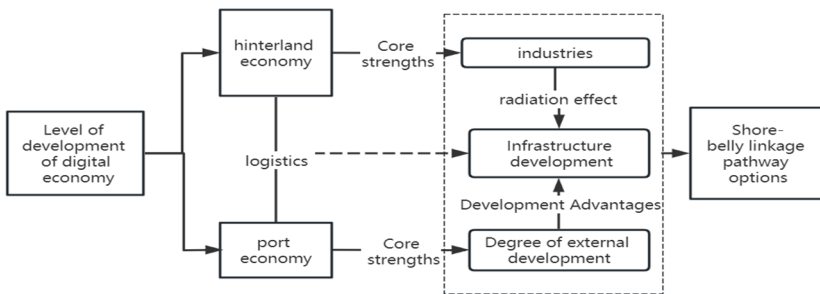 hinterland
economy
Core
strengths
industries
radiation effect
Level of
development
of digital
economy
logistics
Infrastructure
development
Shore-
belly linkage
pathway
options
Development Advantages
port
economy
Core
strengths
Degree of external
development